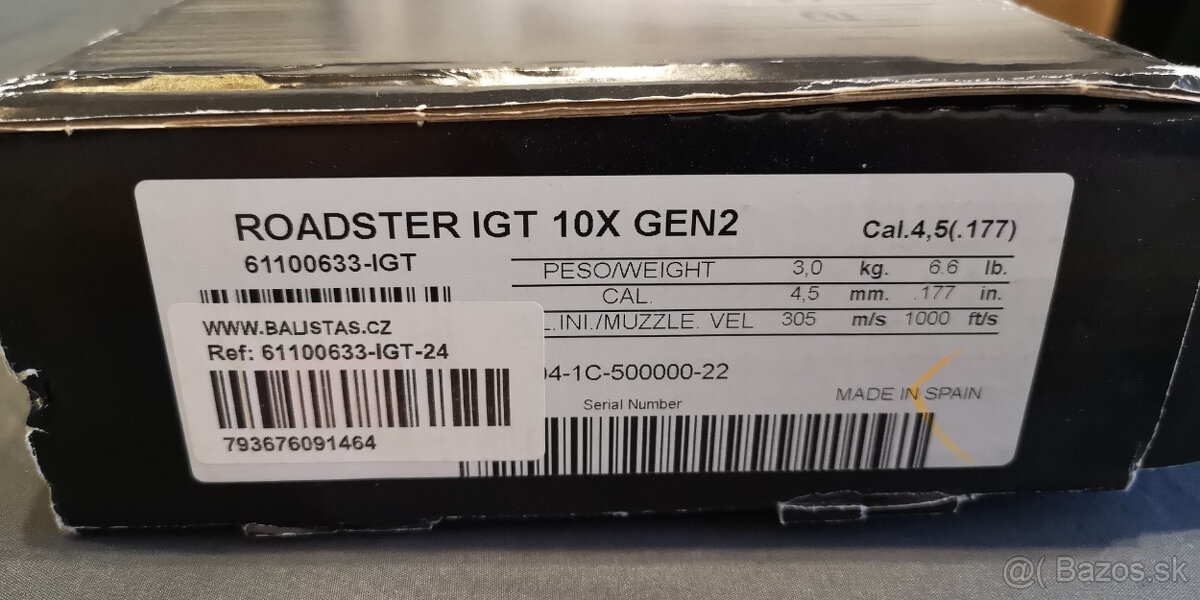 ROADSTER IGT 10X GEN2
Cal.4,5(.177)
61100633-IGT
PESO/WEIGHT 3,0 kg. 6.6 lb.
CAL. 4,5 mm. .177 in.
L.INI./MUZZLE. VEL 305 m/s 1000 ft/s
WWW.BALISTAS.CZ
Ref: 61100633-IGT-24
793676091464
04-1C-500000-22
Serial Number
MADE IN SPAIN
@( Bazos.sk